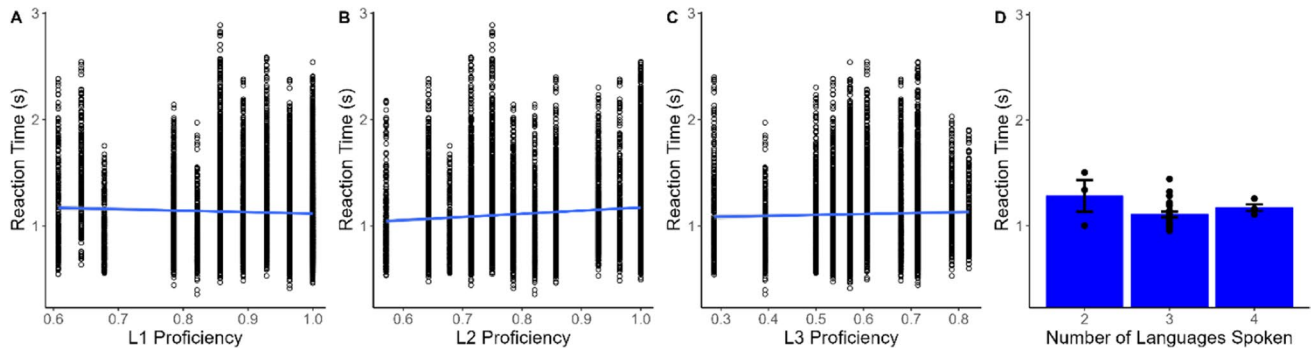 A
Reaction Time (s)
3
2
1
0.6 0.7 0.8 0.9 1.0
L1 Proficiency
B
Reaction Time (s)
3
2
1
0.6 0.7 0.8 0.9 1.0
L2 Proficiency
C
Reaction Time (s)
3
2
1
0.3 0.4 0.5 0.6 0.7 0.8
L3 Proficiency
D
Reaction Time (s)
3
2
1
2 3 4
Number of Languages Spoken